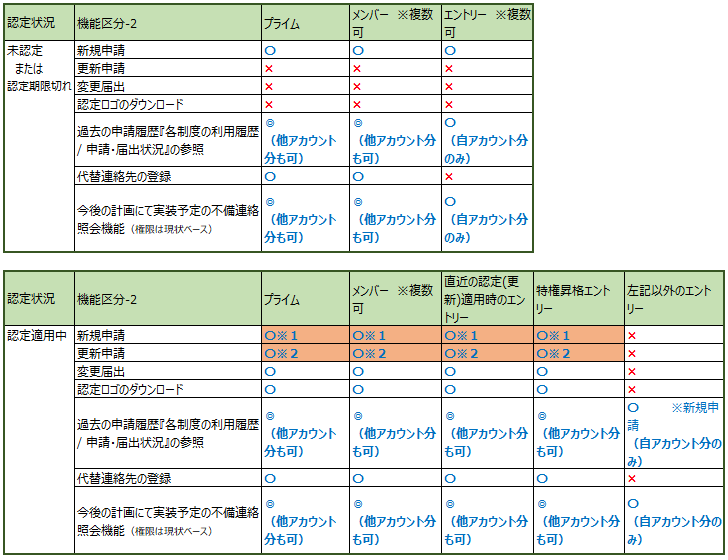 認定状況 機能区分-2 プライム メンバー ※複数可 エントリー ※複数可
未認定 または 認定期限切れ 新規申請 〇 〇 〇
更新申請 × × ×
変更届出 × × ×
認定ロゴのダウンロード × × ×
過去の申請履歴『各制度の利用履歴 / 申請・届出状況』の参照 ◎（他アカウント分も可） ◎（他アカウント分も可） 〇（自アカウント分のみ）
代替連絡先の登録 〇 〇 ×
今後の計画にて実装予定の不備連絡照会機能（権限は現状ベース） ◎（他アカウント分も可） ◎（他アカウント分も可） 〇（自アカウント分のみ）
認定状況 機能区分-2 プライム メンバー ※複数可 直近の認定(更新)適用時のエントリー 特権昇格エントリー 左記以外のエントリー
認定適用中 新規申請 〇※1 〇※1 〇※1 〇※1 ×
更新申請 〇※2 〇※2 〇※2 〇※2 ×
変更届出 〇 〇 〇 〇 ×
認定ロゴのダウンロード 〇 〇 〇 〇 ×
過去の申請履歴『各制度の利用履歴 / 申請・届出状況』の参照 ◎（他アカウント分も可） ◎（他アカウント分も可） ◎（他アカウント分も可） ◎（他アカウント分も可） 〇 ※新規申請（自アカウント分のみ）
代替連絡先の登録 〇 〇 〇 〇 ×
今後の計画にて実装予定の不備連絡照会機能（権限は現状ベース） ◎（他アカウント分も可） ◎（他アカウント分も可） ◎（他アカウント分も可） ◎（他アカウント分も可） 〇（自アカウント分のみ）